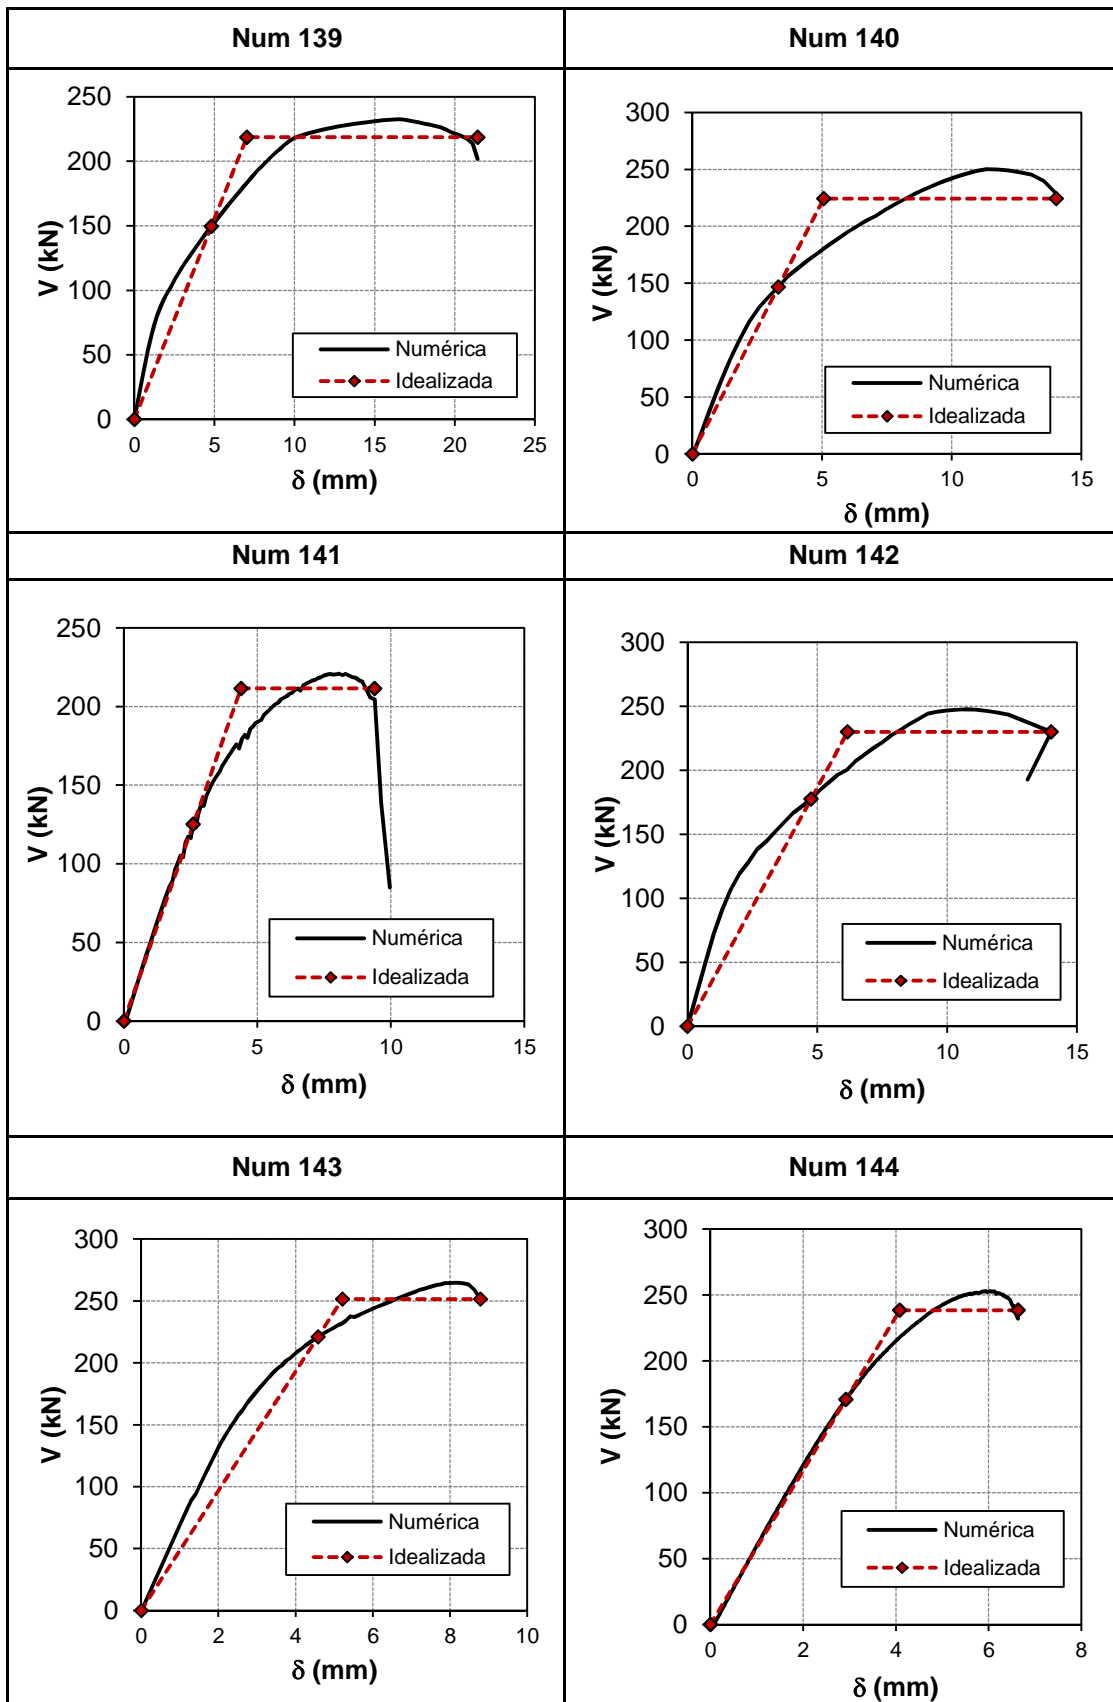 Num 139
Num 140
250
200
150
100
50
0
V (kN)
0 5 10 15 20 25
δ (mm)
Numérica
Idealizada
300
250
200
150
100
50
0
V (kN)
0 5 10 15
δ (mm)
Numérica
Idealizada
Num 141
Num 142
250
200
150
100
50
0
V (kN)
0 5 10 15
δ (mm)
Numérica
Idealizada
300
250
200
150
100
50
0
V (kN)
0 5 10 15
δ (mm)
Numérica
Idealizada
Num 143
Num 144
300
250
200
150
100
50
0
V (kN)
0 2 4 6 8 10
δ (mm)
Numérica
Idealizada
300
250
200
150
100
50
0
V (kN)
0 2 4 6 8
δ (mm)
Numérica
Idealizada